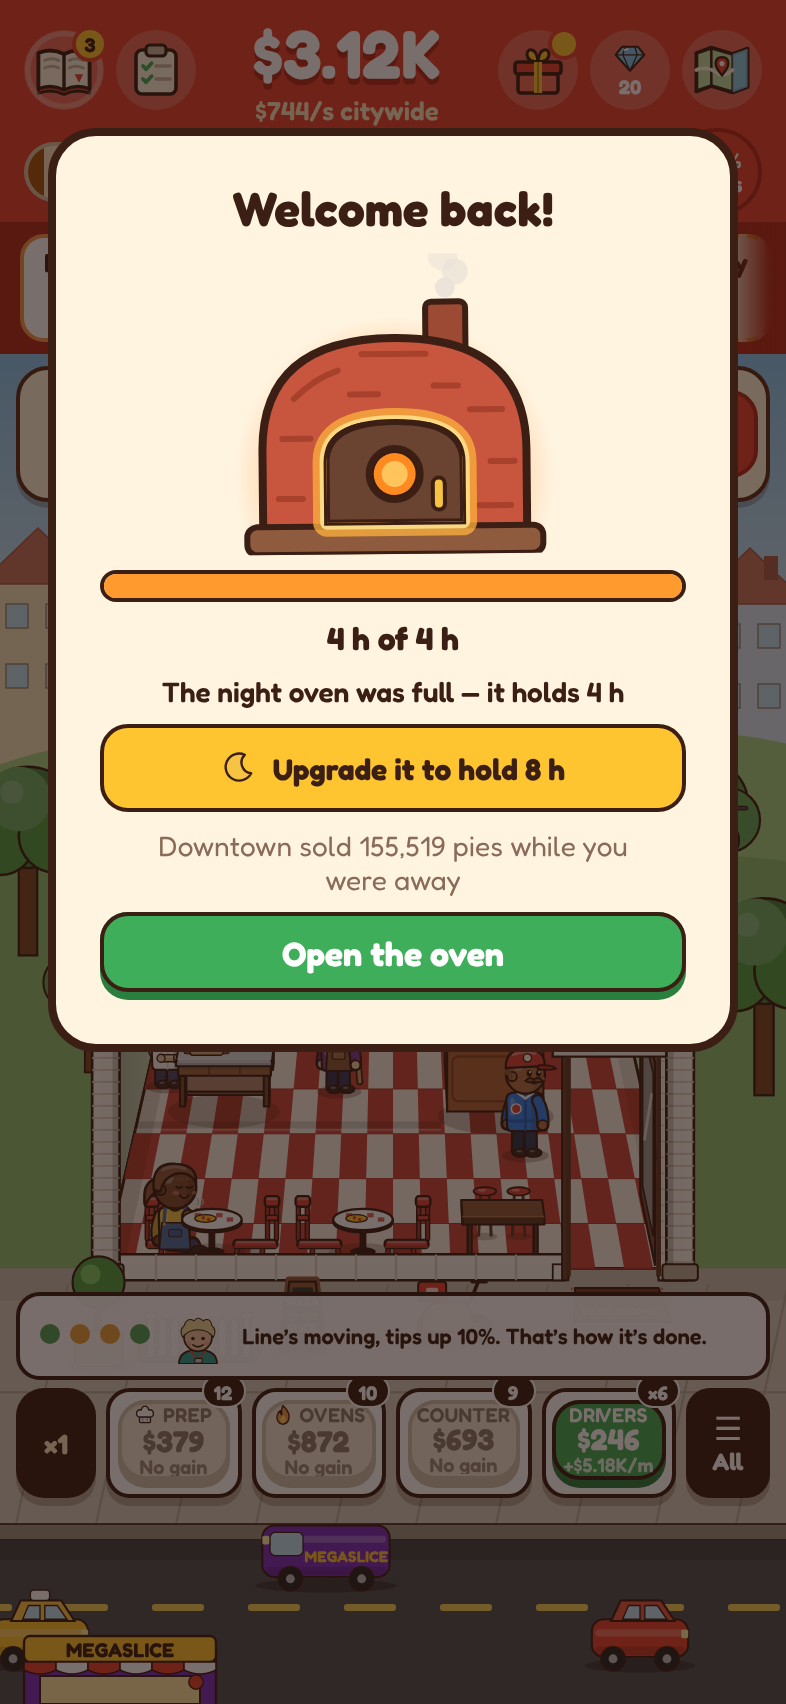 3
$3.12K
20
$744/s citywide
Welcome back!
4 h of 4 h
The night oven was full – it holds 4 h
Upgrade it to hold 8 h
Downtown sold 155,519 pies while you
were away
Open the oven
Line's moving, tips up 10%. That's how it's done.
12
10
9
x6
x1
PREP
$379
No gain
OVENS
$872
No gain
COUNTER
$693
No gain
DRIVERS
$246
+$5.18K/m
All
MEGASLICE
MEGASLICE